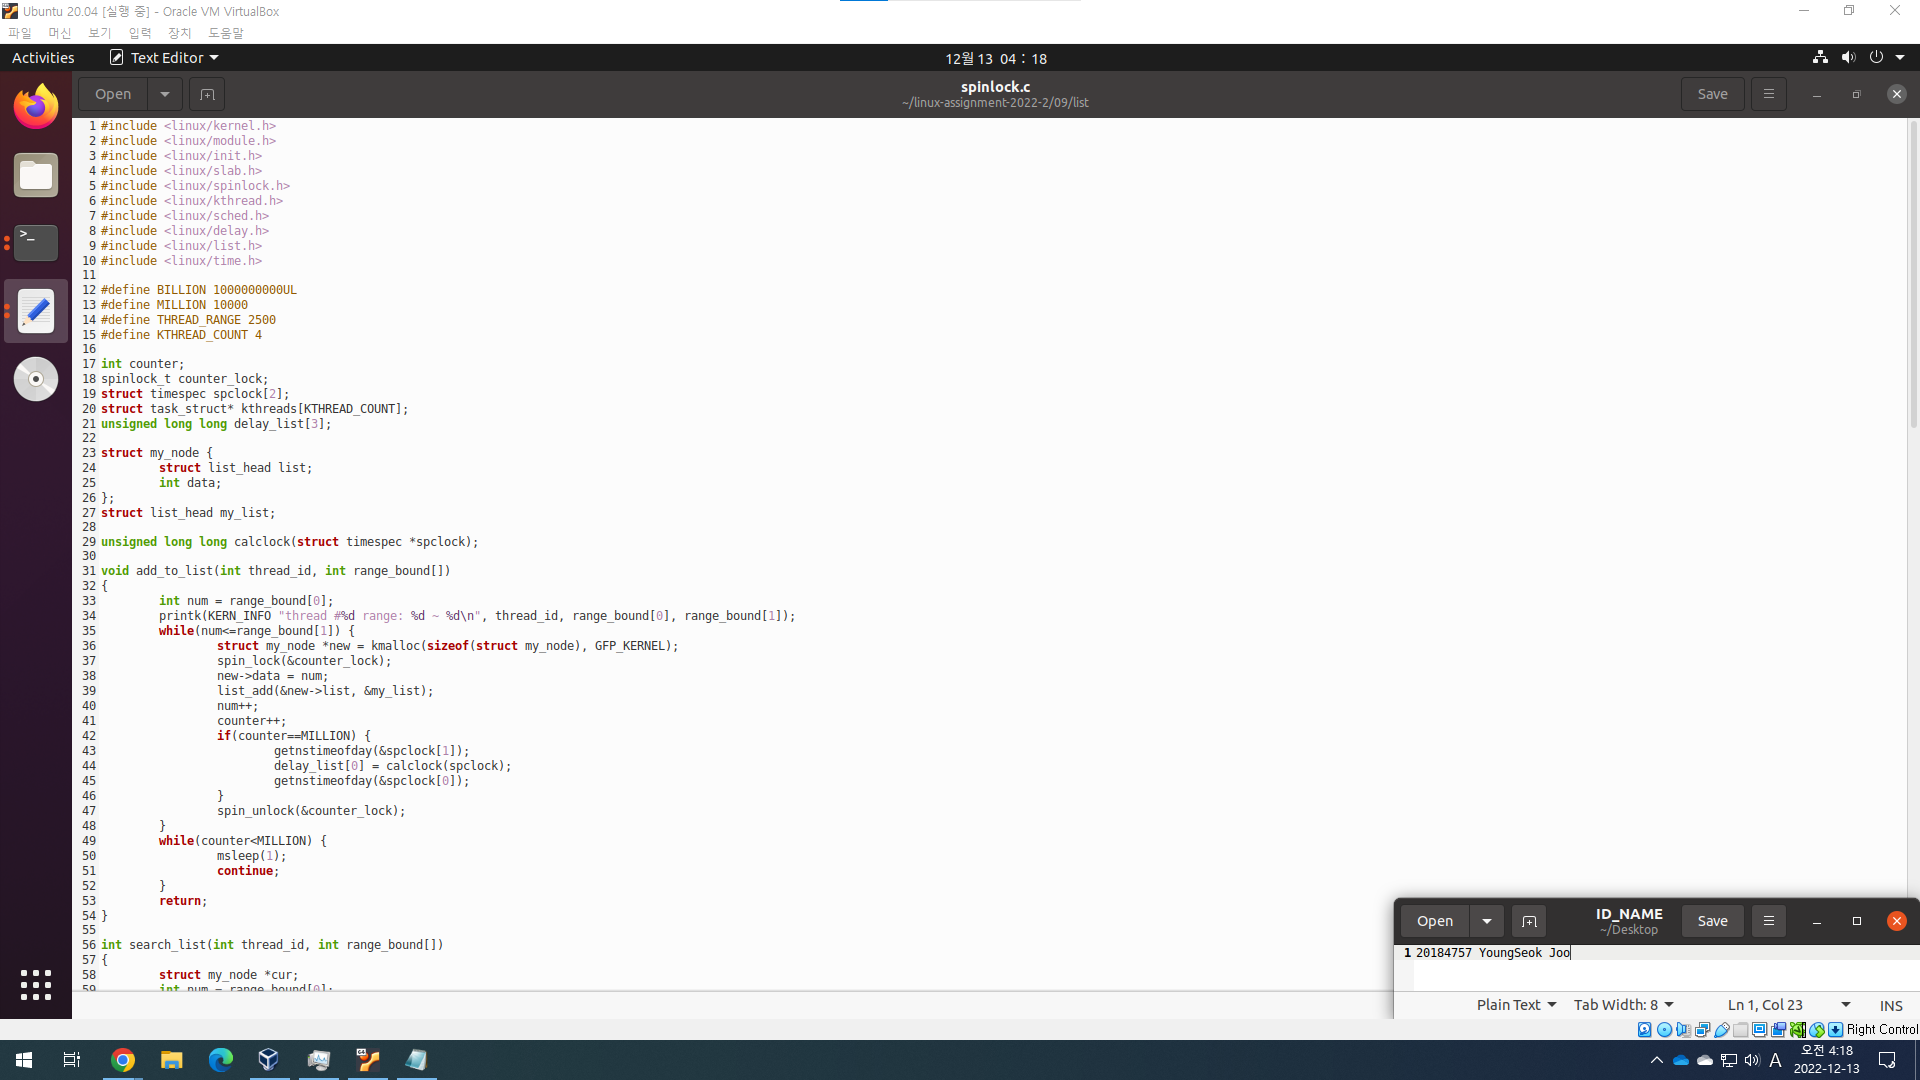 Ubuntu 20.04 [실행 중] - Oracle VM VirtualBox
파일 머신 보기 입력 장치 도움말
Activities Text Editor 12월 13 04 : 18
Open spinlock.c Save
~/linux-assignment-2022-2/09/list
1 #include <linux/kernel.h>
2 #include <linux/module.h>
3 #include <linux/init.h>
4 #include <linux/slab.h>
5 #include <linux/spinlock.h>
6 #include <linux/kthread.h>
7 #include <linux/sched.h>
8 #include <linux/delay.h>
9 #include <linux/list.h>
10 #include <linux/time.h>
11
12 #define BILLION 1000000000UL
13 #define MILLION 10000
14 #define THREAD_RANGE 2500
15 #define KTHREAD_COUNT 4
16
17 int counter;
18 spinlock_t counter_lock;
19 struct timespec spclock[2];
20 struct task_struct* kthreads[KTHREAD_COUNT];
21 unsigned long long delay_list[3];
22
23 struct my_node {
24 struct list_head list;
25 int data;
26 };
27 struct list_head my_list;
28
29 unsigned long long calclock(struct timespec *spclock);
30
31 void add_to_list(int thread_id, int range_bound[])
32 {
33 int num = range_bound[0];
34 printk(KERN_INFO "thread #%d range: %d ~ %d\n", thread_id, range_bound[0], range_bound[1]);
35 while(num<=range_bound[1]) {
36 struct my_node *new = kmalloc(sizeof(struct my_node), GFP_KERNEL);
37 spin_lock(&counter_lock);
38 new->data = num;
39 list_add(&new->list, &my_list);
40 num++;
41 counter++;
42 if(counter==MILLION) {
43 getnstimeofday(&spclock[1]);
44 delay_list[0] = calclock(spclock);
45 getnstimeofday(&spclock[0]);
46 }
47 spin_unlock(&counter_lock);
48 }
49 while(counter<MILLION) {
50 msleep(1);
51 continue;
52 }
53 return;
54 }
55
56 int search_list(int thread_id, int range_bound[])
57 {
58 struct my_node *cur;
59 int num = range_bound[0];
Open ID_NAME Save
~/Desktop
1 20184757 YoungSeok Joo
Plain Text Tab Width: 8 Ln 1, Col 23 INS
Right Control
A 오전 4:18
2022-12-13